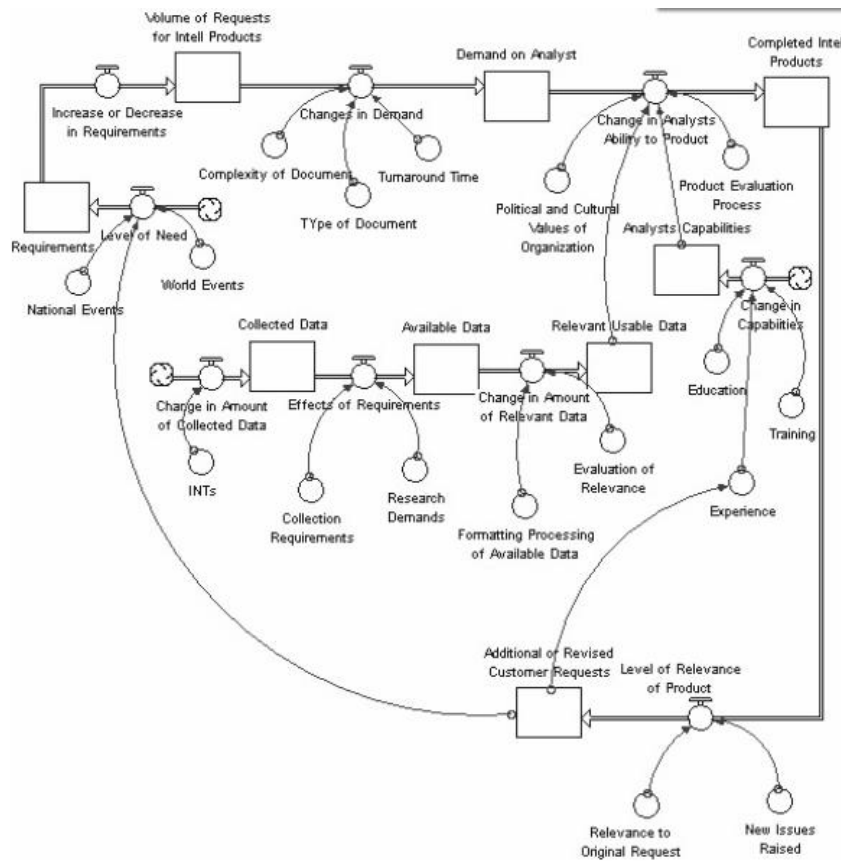 Volume of Requests
for Intell Products
Demand on Analyst
Completed Intel
Products
Increase or Decrease
in Requirements
Changes in Demand
Change in Analysts
Ability to Product
Complexity of Document
Turnaround Time
TYpe of Document
Political and Cultural
Values of
Organization
Product Evaluation
Process
Requirements
Level of Need
National Events
World Events
Analysts Capabilities
Change in
Capabiities
Education
Training
Experience
Collected Data
Available Data
Relevant Usable Data
Change in Amount
of Collected Data
Effects of Requirements
Change in Amount
of Relevant Data
INTs
Collection
Requirements
Research
Demands
Formatting Processing
of Available Data
Evaluation of
Relevance
Additional or Revised
Customer Requests
Level of Relevance
of Product
Relevance to
Original Request
New Issues
Raised